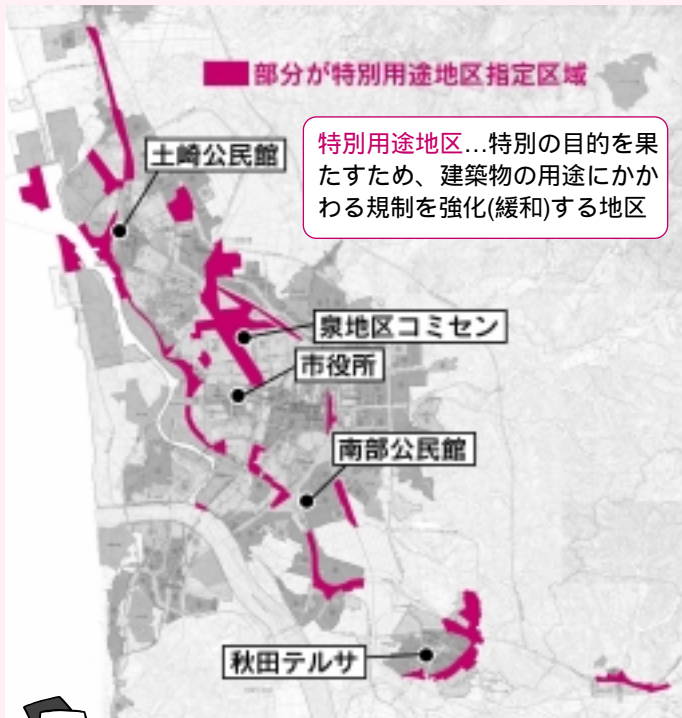 部分が特別用途地区指定区域
特別用途地区…特別の目的を果
たすため、建築物の用途にかか
わる規制を強化(緩和)する地区
土崎公民館
泉地区コミセン
市役所
南部公民館
秋田テルサ